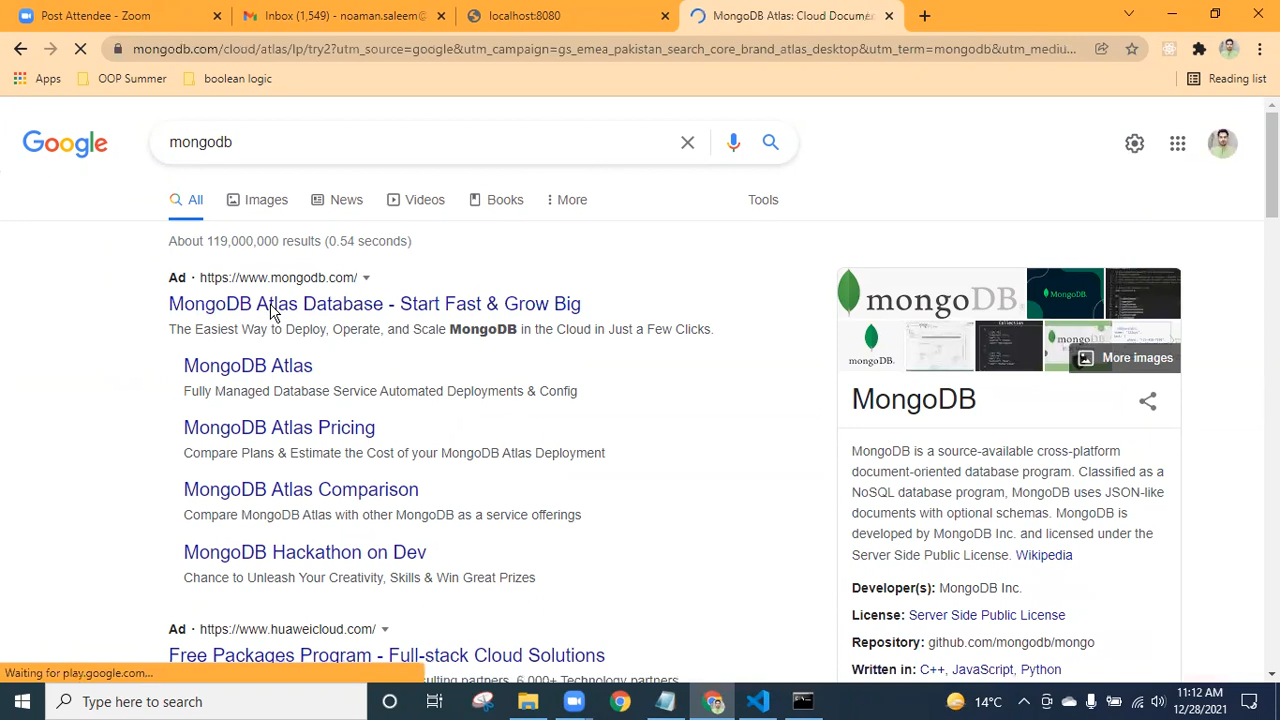 Post Attendee - Zoom
Inbox (1,549) - noaman.saleem@
localhost:8080
MongoDB Atlas: Cloud Docume
mongodb.com/cloud/atlas/lp/try2?utm_source=google&utm_campaign=gs_emea_pakistan_search_core_brand_atlas_desktop&utm_term=mongodb&utm_mediu...
Apps
OOP Summer
boolean logic
Reading list
Google
mongodb
All
Images
News
Videos
Books
More
Tools
About 119,000,000 results (0.54 seconds)
Ad · https://www.mongodb.com/
MongoDB Atlas Database - Start Fast & Grow Big
The Easiest Way to Deploy, Operate, and Scale MongoDB in the Cloud in Just a Few Clicks.
MongoDB Atlas
Fully Managed Database Service Automated Deployments & Config
MongoDB Atlas Pricing
Compare Plans & Estimate the Cost of your MongoDB Atlas Deployment
MongoDB Atlas Comparison
Compare MongoDB Atlas with other MongoDB as a service offerings
MongoDB Hackathon on Dev
Chance to Unleash Your Creativity, Skills & Win Great Prizes
Ad · https://www.huaweicloud.com/
Free Packages Program - Full-stack Cloud Solutions
sulting partners, 6,000+ Technology partners
mongoDB
MongoDB.
mongoDB.
More images
MongoDB
MongoDB is a source-available cross-platform
document-oriented database program. Classified as a
NoSQL database program, MongoDB uses JSON-like
documents with optional schemas. MongoDB is
developed by MongoDB Inc. and licensed under the
Server Side Public License. Wikipedia
Developer(s): MongoDB Inc.
License: Server Side Public License
Repository: github.com/mongodb/mongo
Written in: C++, JavaScript, Python
Waiting for play.google.com...
Type here to search
14°C
11:12 AM
12/28/2021